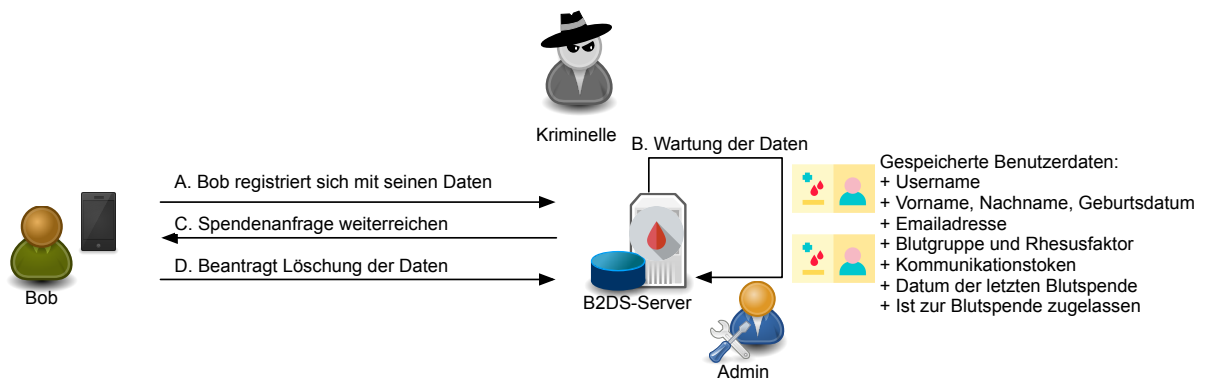 Kriminelle
B. Wartung der Daten
A. Bob registriert sich mit seinen Daten
C. Spendenanfrage weiterreichen
D. Beantragt Löschung der Daten
Bob
B2DS-Server
Admin
Gespeicherte Benutzerdaten:
+ Username
+ Vorname, Nachname, Geburtsdatum
+ Emailadresse
+ Blutgruppe und Rhesusfaktor
+ Kommunikationstoken
+ Datum der letzten Blutspende
+ Ist zur Blutspende zugelassen